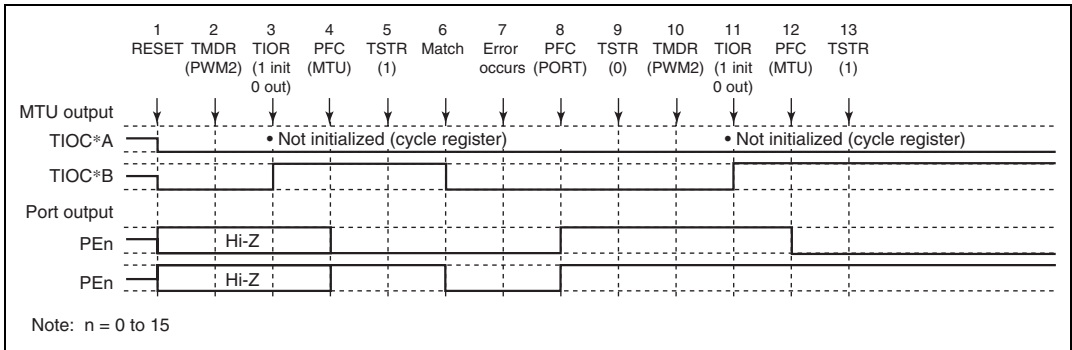 1 2 3 4 5 6 7 8 9 10 11 12 13
RESET TMDR TIOR PFC TSTR Match Error PFC TSTR TMDR TIOR PFC TSTR
(PWM2) (1 init (MTU) (1) occurs (PORT) (0) (PWM2) (1 init (MTU) (1)
0 out) 0 out)
MTU output
TIOC*A • Not initialized (cycle register) • Not initialized (cycle register)
TIOC*B
Port output
PEn Hi-Z
PEn Hi-Z
Note: n = 0 to 15